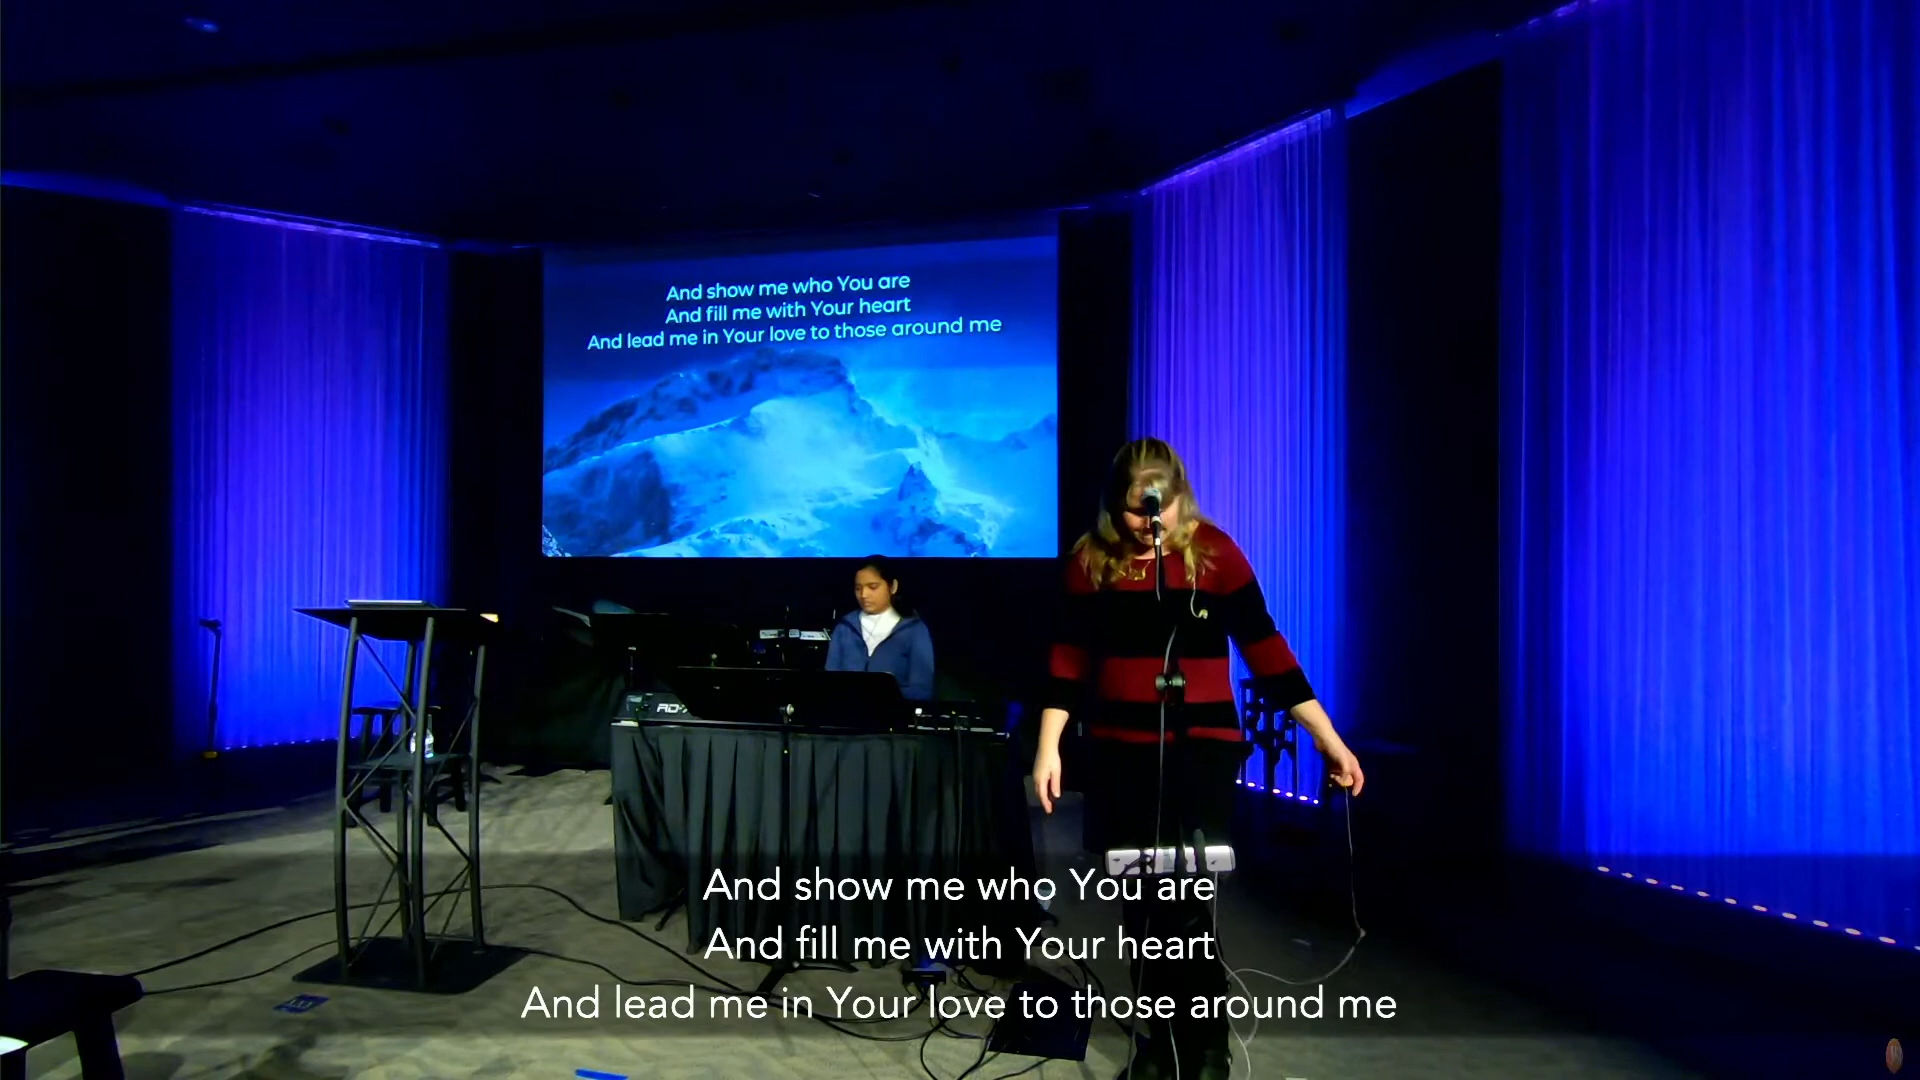 And show me who You are
And fill me with Your heart
And lead me in Your love to those around me
And show me who You are
And fill me with Your heart
And lead me in Your love to those around me